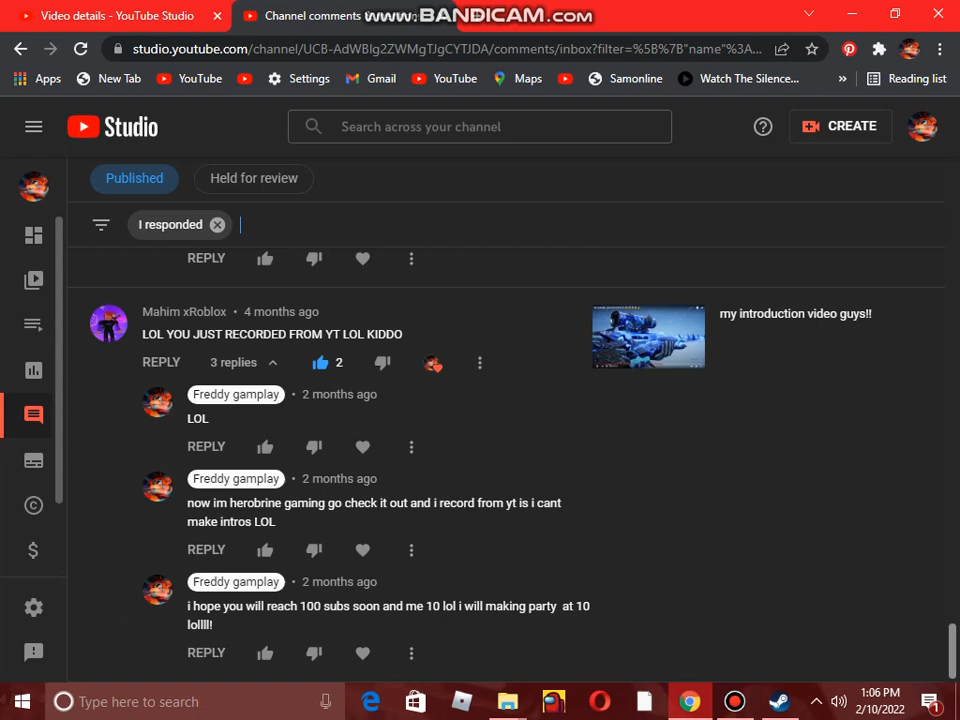 Video details - YouTube Studio
Channel comments
www.BANDICAM.com
studio.youtube.com/channel/UCB-AdWBlg2ZWMgTJgCYTJDA/comments/inbox?filter=%5B%7B"name"%3A...
Apps
New Tab
YouTube
Settings
Gmail
YouTube
Maps
Samonline
Watch The Silence...
»
Reading list
Studio
Search across your channel
CREATE
Published
Held for review
I responded
REPLY
Mahim xRoblox • 4 months ago
my introduction video guys!!
LOL YOU JUST RECORDED FROM YT LOL KIDDO
REPLY
3 replies
2
Freddy gamplay • 2 months ago
LOL
REPLY
Freddy gamplay • 2 months ago
now im herobrine gaming go check it out and i record from yt is i cant
make intros LOL
REPLY
Freddy gamplay • 2 months ago
i hope you will reach 100 subs soon and me 10 lol i will making party at 10
lollll!
REPLY
Type here to search
1:06 PM
2/10/2022
1